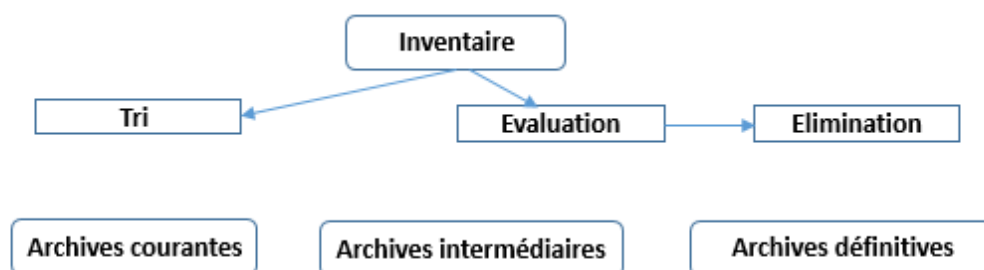 Inventaire
Tri
Evaluation
Elimination
Archives courantes
Archives intermédiaires
Archives définitives